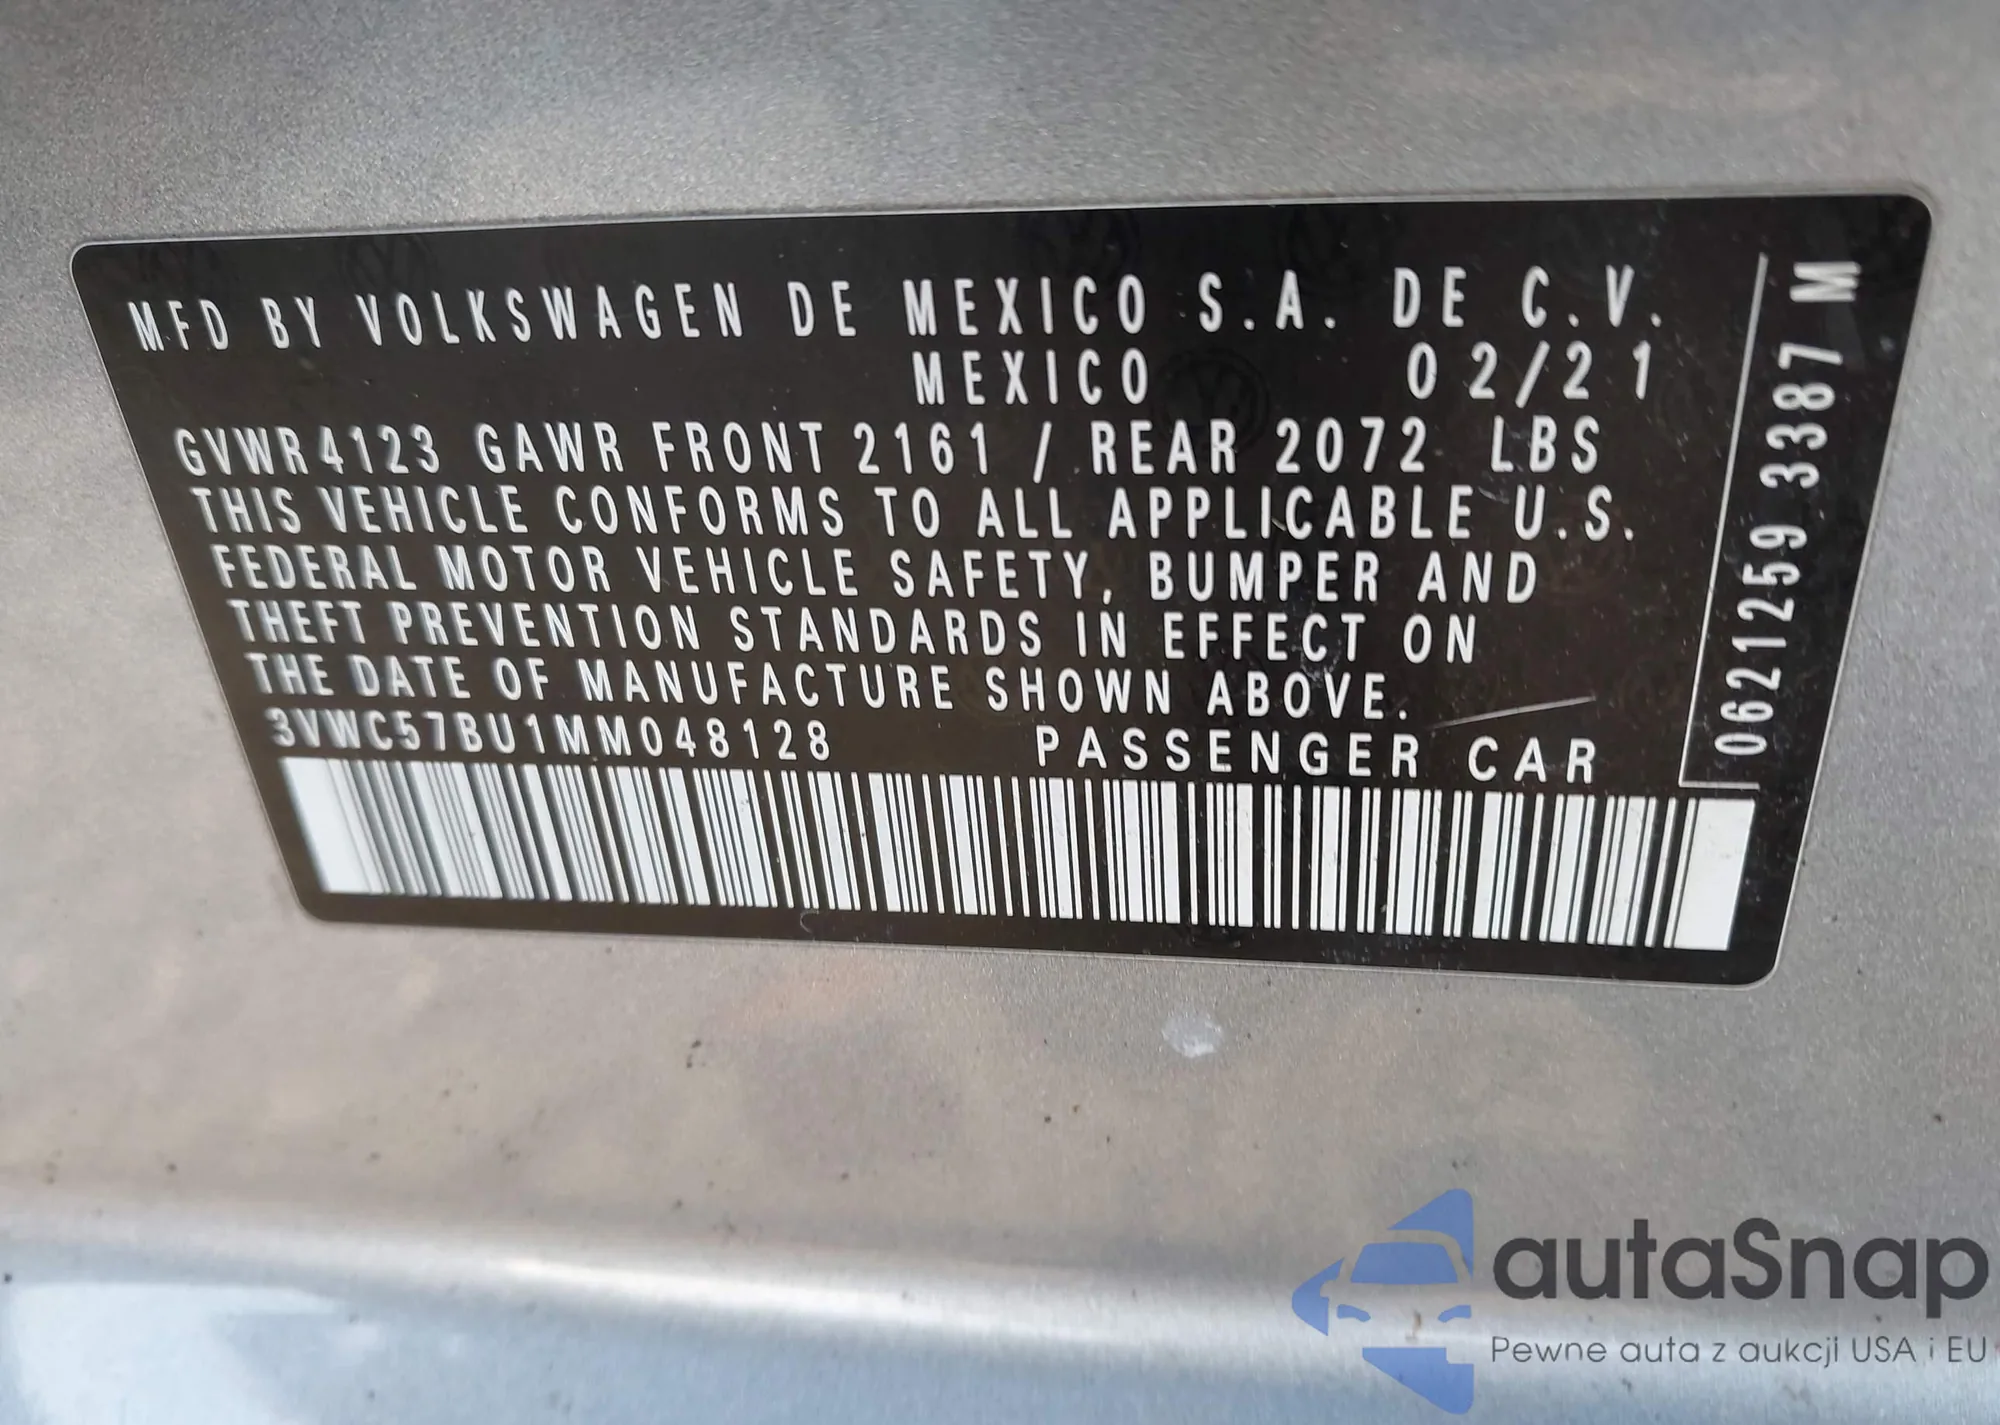 MFD BY VOLKSWAGEN DE MEXICO S.A. DE C.V.
MEXICO 02/21
GVWR 4123 GAWR FRONT 2161 / REAR 2072 LBS
THIS VEHICLE CONFORMS TO ALL APPLICABLE U.S.
FEDERAL MOTOR VEHICLE SAFETY, BUMPER AND
THEFT PREVENTION STANDARDS IN EFFECT ON
THE DATE OF MANUFACTURE SHOWN ABOVE.
3VWC57BU1MM048128 PASSENGER CAR
0621259 3387 M
autaSnap
Pewne auta z aukcji USA i EU